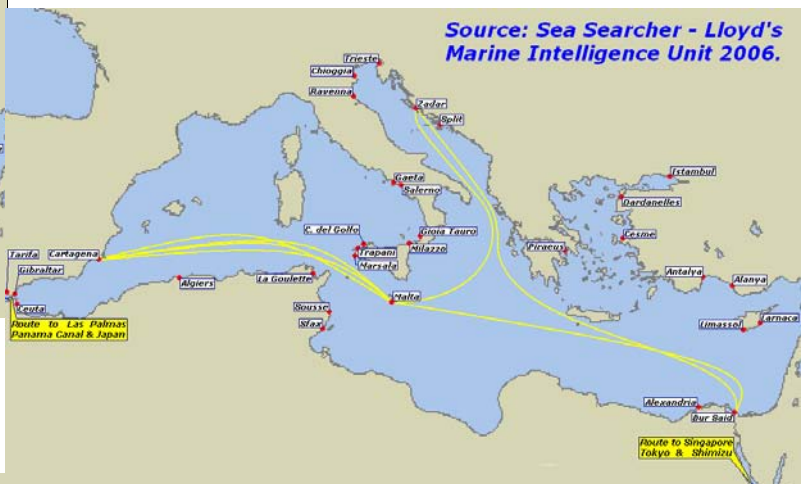 Source: Sea Searcher - Lloyd's
Marine Intelligence Unit 2006.
Trieste
Chioggia
Ravenna
Zadar
Split
Gaeta
Salerno
Istambul
Dardanelles
C. del Golfo
Gioia Tauro
Cesme
Tarifa
Cartagena
Trapani
Milazzo
Piraeus
Gibraltar
Marsala
Antalya
Algiers
La Goulette
Alanya
Ceuta
Malta
Sousse
Larnaca
Sfax
Limassol
Route to Las Palmas
Panama Canal & Japan
Alexandria
bur Said
Route to Singapore
Tokyo & Shimizu